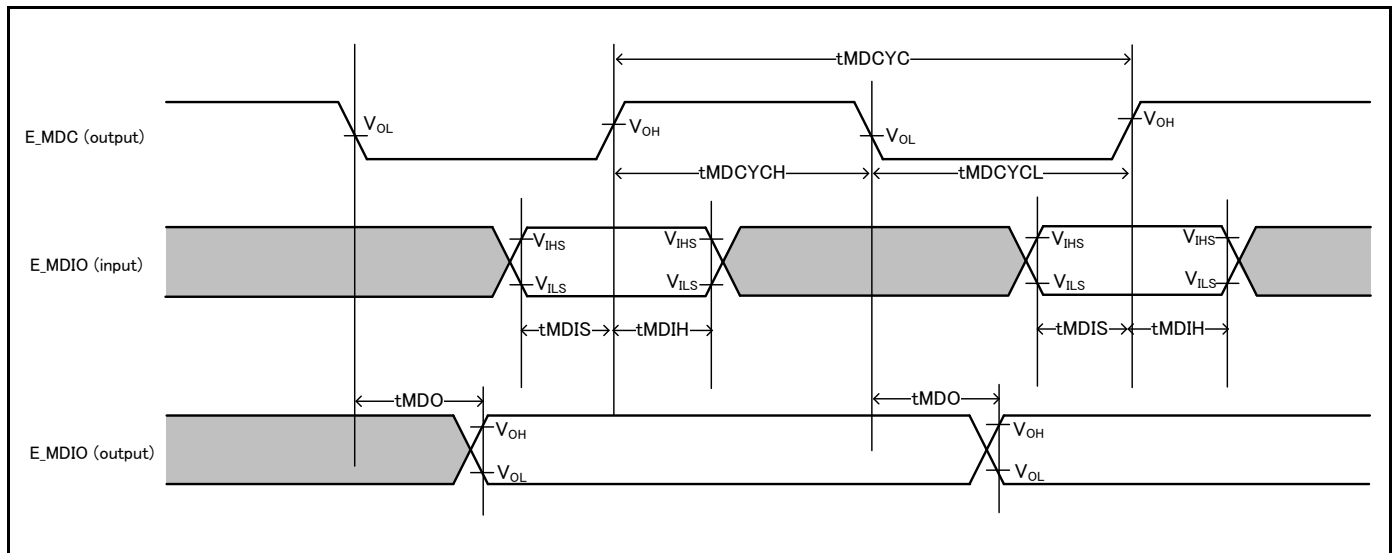 tMDCYC
E_MDC (output)
VOL
VOH
VOL
VOH
tMDCYCH
tMDCYCL
E_MDIO (input)
VIHS
VIHS
VIHS
VIHS
VILS
VILS
VILS
VILS
tMDIS
tMDIH
tMDIS
tMDIH
tMDO
tMDO
E_MDIO (output)
VOH
VOH
VOL
VOL